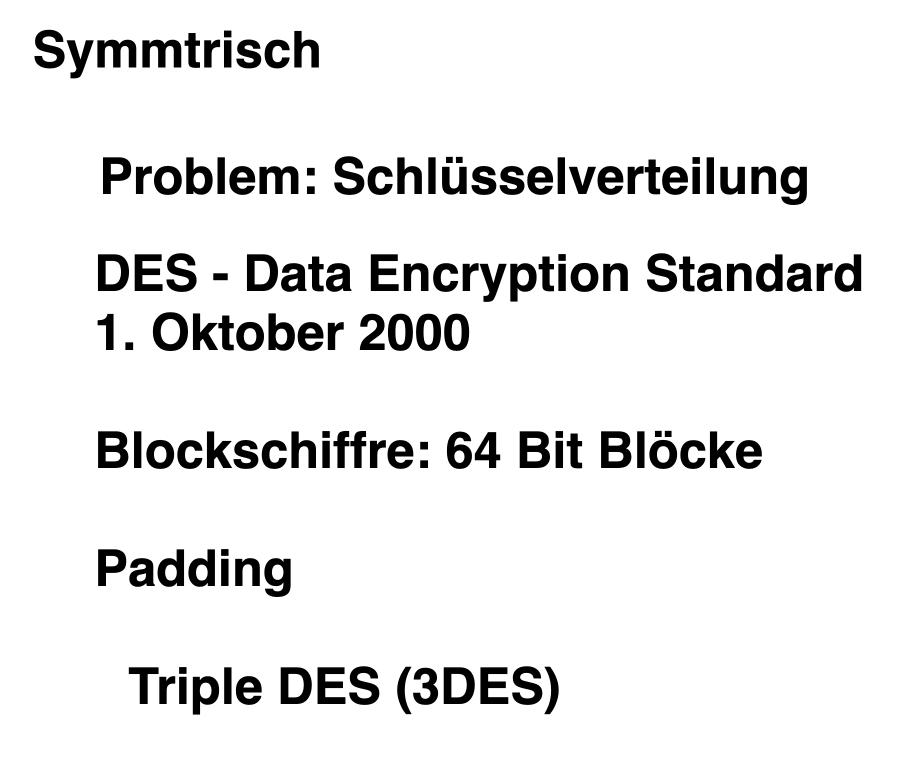 Symmtrisch
Problem: Schlüsselverteilung
DES - Data Encryption Standard
1. Oktober 2000
Blockschiffre: 64 Bit Blöcke
Padding
Triple DES (3DES)